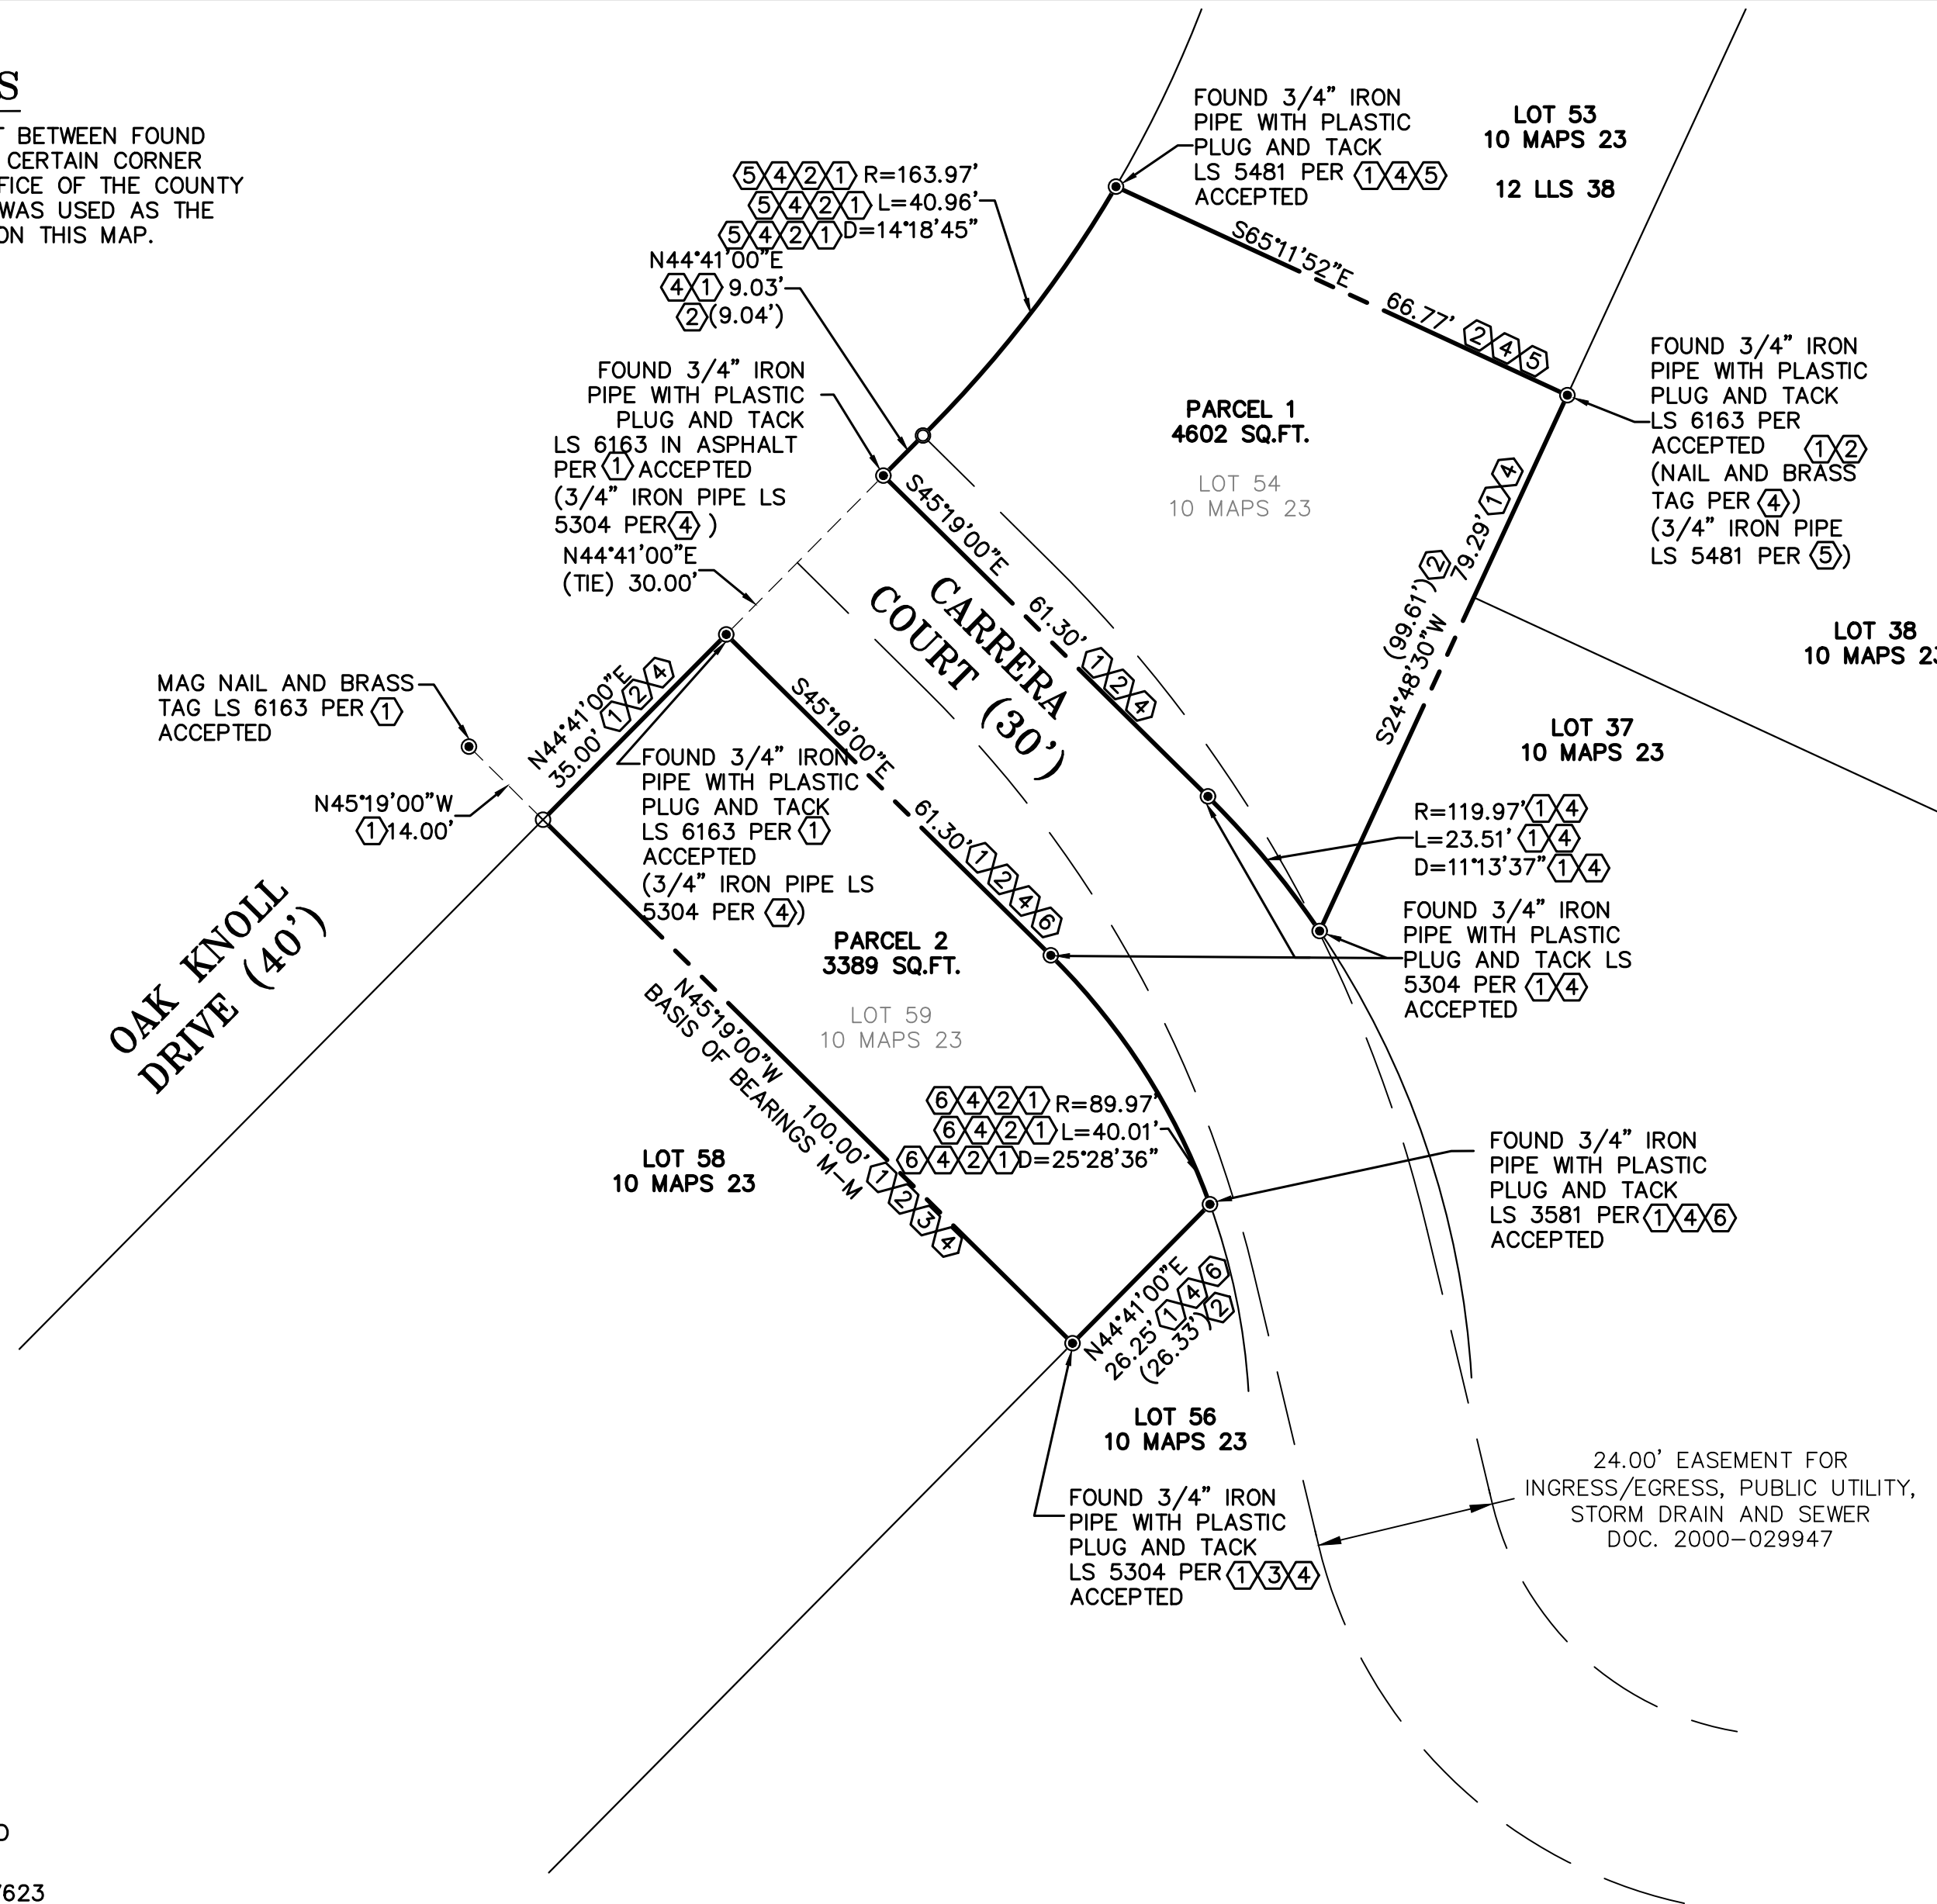 S
T BETWEEN FOUND
CERTAIN CORNER
FICE OF THE COUNTY
WAS USED AS THE
ON THIS MAP.
5 4 2 1 R=163.97'
5 4 2 1 L=40.96'
5 4 2 1 D=14°18'45"
N44°41'00"E
4 1 9.03'
2 (9.04')
FOUND 3/4" IRON
PIPE WITH PLASTIC
PLUG AND TACK
LS 5481 PER 1 4 5
ACCEPTED
LOT 53
10 MAPS 23
12 LLS 38
S65°11'52"E
66.77' 2 4 5
FOUND 3/4" IRON
PIPE WITH PLASTIC
PLUG AND TACK
LS 6163 IN ASPHALT
PER 1 ACCEPTED
(3/4" IRON PIPE LS
5304 PER 4 )
N44°41'00"E
(TIE) 30.00'
PARCEL 1
4602 SQ.FT.
LOT 54
10 MAPS 23
FOUND 3/4" IRON
PIPE WITH PLASTIC
PLUG AND TACK
LS 6163 PER
ACCEPTED 1 2
(NAIL AND BRASS
TAG PER 4 )
(3/4" IRON PIPE
LS 5481 PER 5 )
S45°19'00"E
61.30' 1 2 4
CARRERA
COURT (30')
79.29' 1 4
(99.61') 2
S24°48'30"W
LOT 38
10 MAPS 23
LOT 37
10 MAPS 23
MAG NAIL AND BRASS
TAG LS 6163 PER 1
ACCEPTED
N45°19'00"W
1 14.00'
N44°41'00"E
35.00' 1 2 4
S45°19'00"E
61.30' 1 2 4 6
FOUND 3/4" IRON
PIPE WITH PLASTIC
PLUG AND TACK
LS 6163 PER 1
ACCEPTED
(3/4" IRON PIPE LS
5304 PER 4 )
R=119.97' 1 4
L=23.51' 1 4
D=11°13'37" 1 4
FOUND 3/4" IRON
PIPE WITH PLASTIC
PLUG AND TACK LS
5304 PER 1 4
ACCEPTED
OAK KNOLL
DRIVE (40')
PARCEL 2
3389 SQ.FT.
LOT 59
10 MAPS 23
N45°19'00"W 100.00' 1 2 3 4
BASIS OF BEARINGS M-M
6 4 2 1 R=89.97'
6 4 2 1 L=40.01'
6 4 2 1 D=25°28'36"
LOT 58
10 MAPS 23
FOUND 3/4" IRON
PIPE WITH PLASTIC
PLUG AND TACK
LS 3581 PER 1 4 6
ACCEPTED
N44°41'00"E
26.25' 1 4 6
(26.33') 2
LOT 56
10 MAPS 23
FOUND 3/4" IRON
PIPE WITH PLASTIC
PLUG AND TACK
LS 5304 PER 1 3 4
ACCEPTED
24.00' EASEMENT FOR
INGRESS/EGRESS, PUBLIC UTILITY,
STORM DRAIN AND SEWER
DOC. 2000-029947
7623